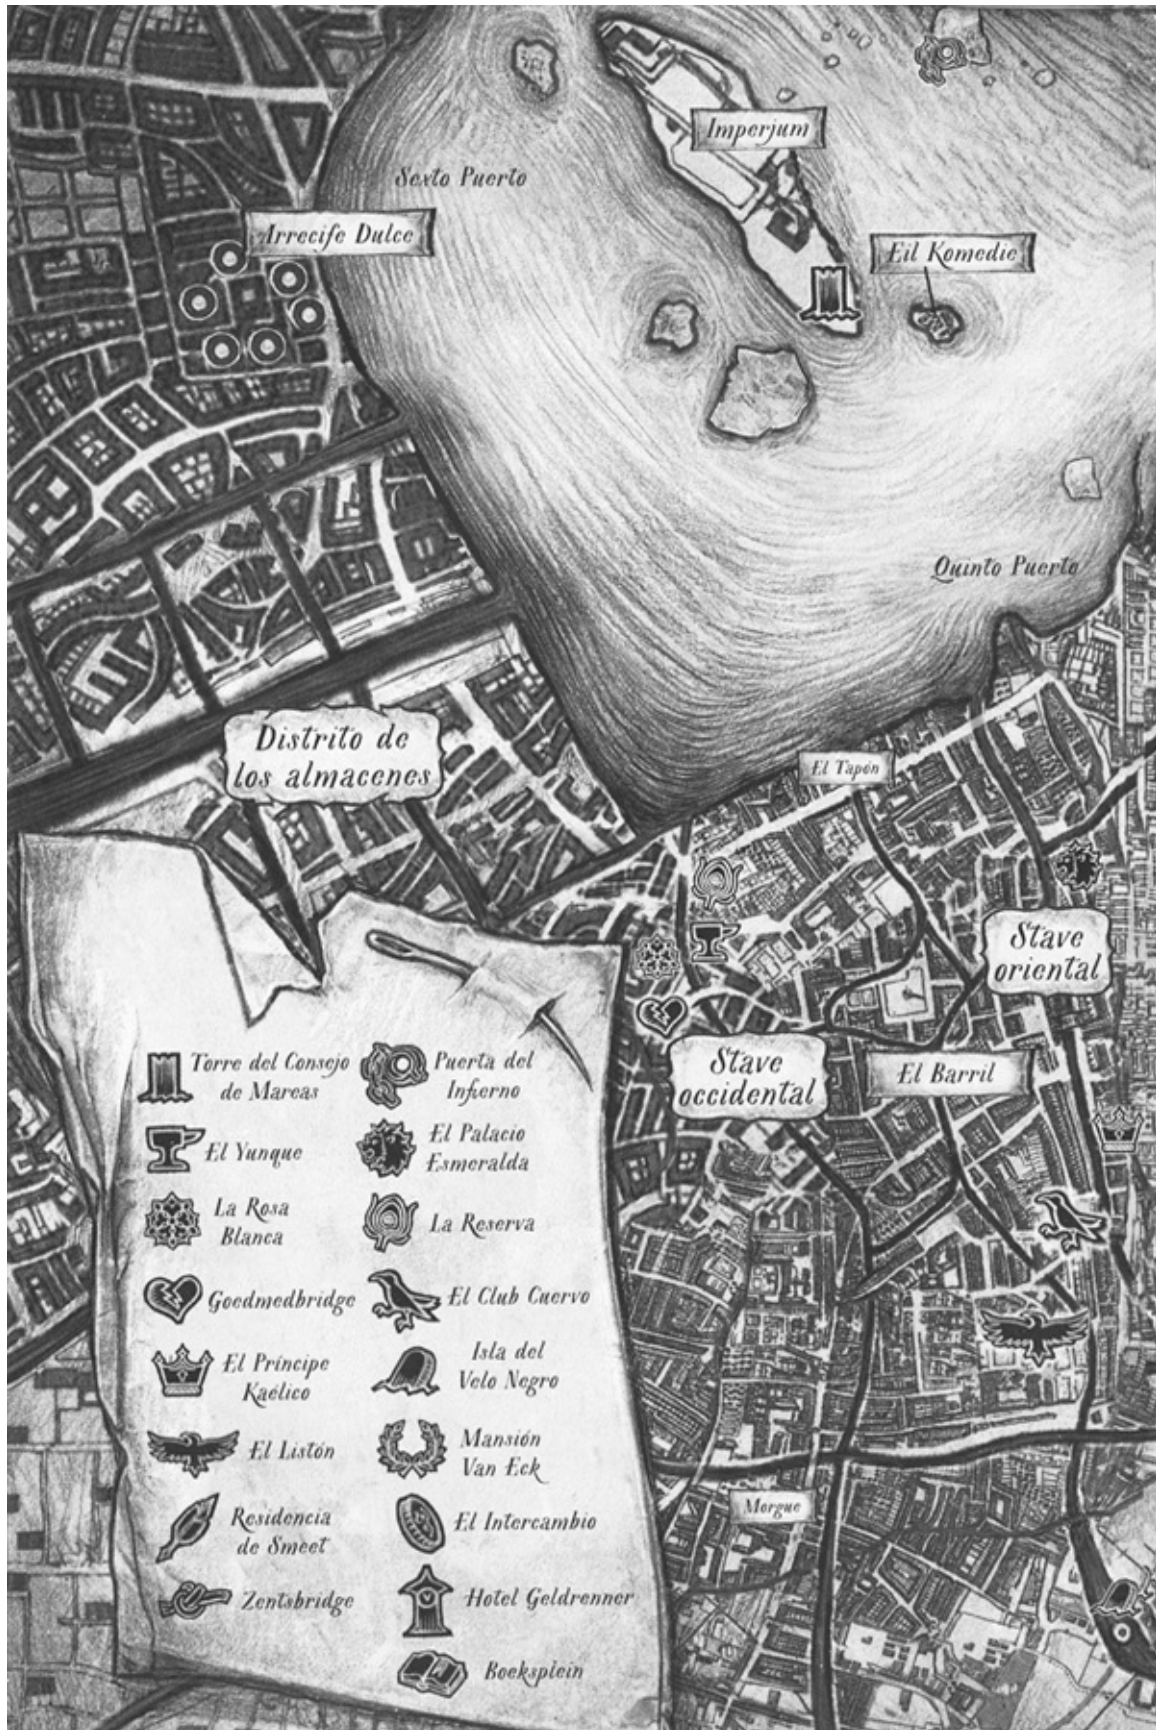 Imperjum
Sexto Puerto
Arrecife Dulce
Eil Komedie
Quinto Puerto
Distrito de
los almacenes
El Tapón
Stave
oriental
Stave
occidental
El Barril
Morgue
Torre del Consejo
de Mareas
Puerta del
Infierno
El Yunque
El Palacio
Esmeralda
La Rosa
Blanca
La Reserva
Goedmedbridge
El Club Cuervo
El Príncipe
Kaélico
Isla del
Velo Negro
El Listón
Mansión
Van Eck
Residencia
de Smeet
El Intercambio
Zentsbridge
Hotel Geldrenner
Boeksplein